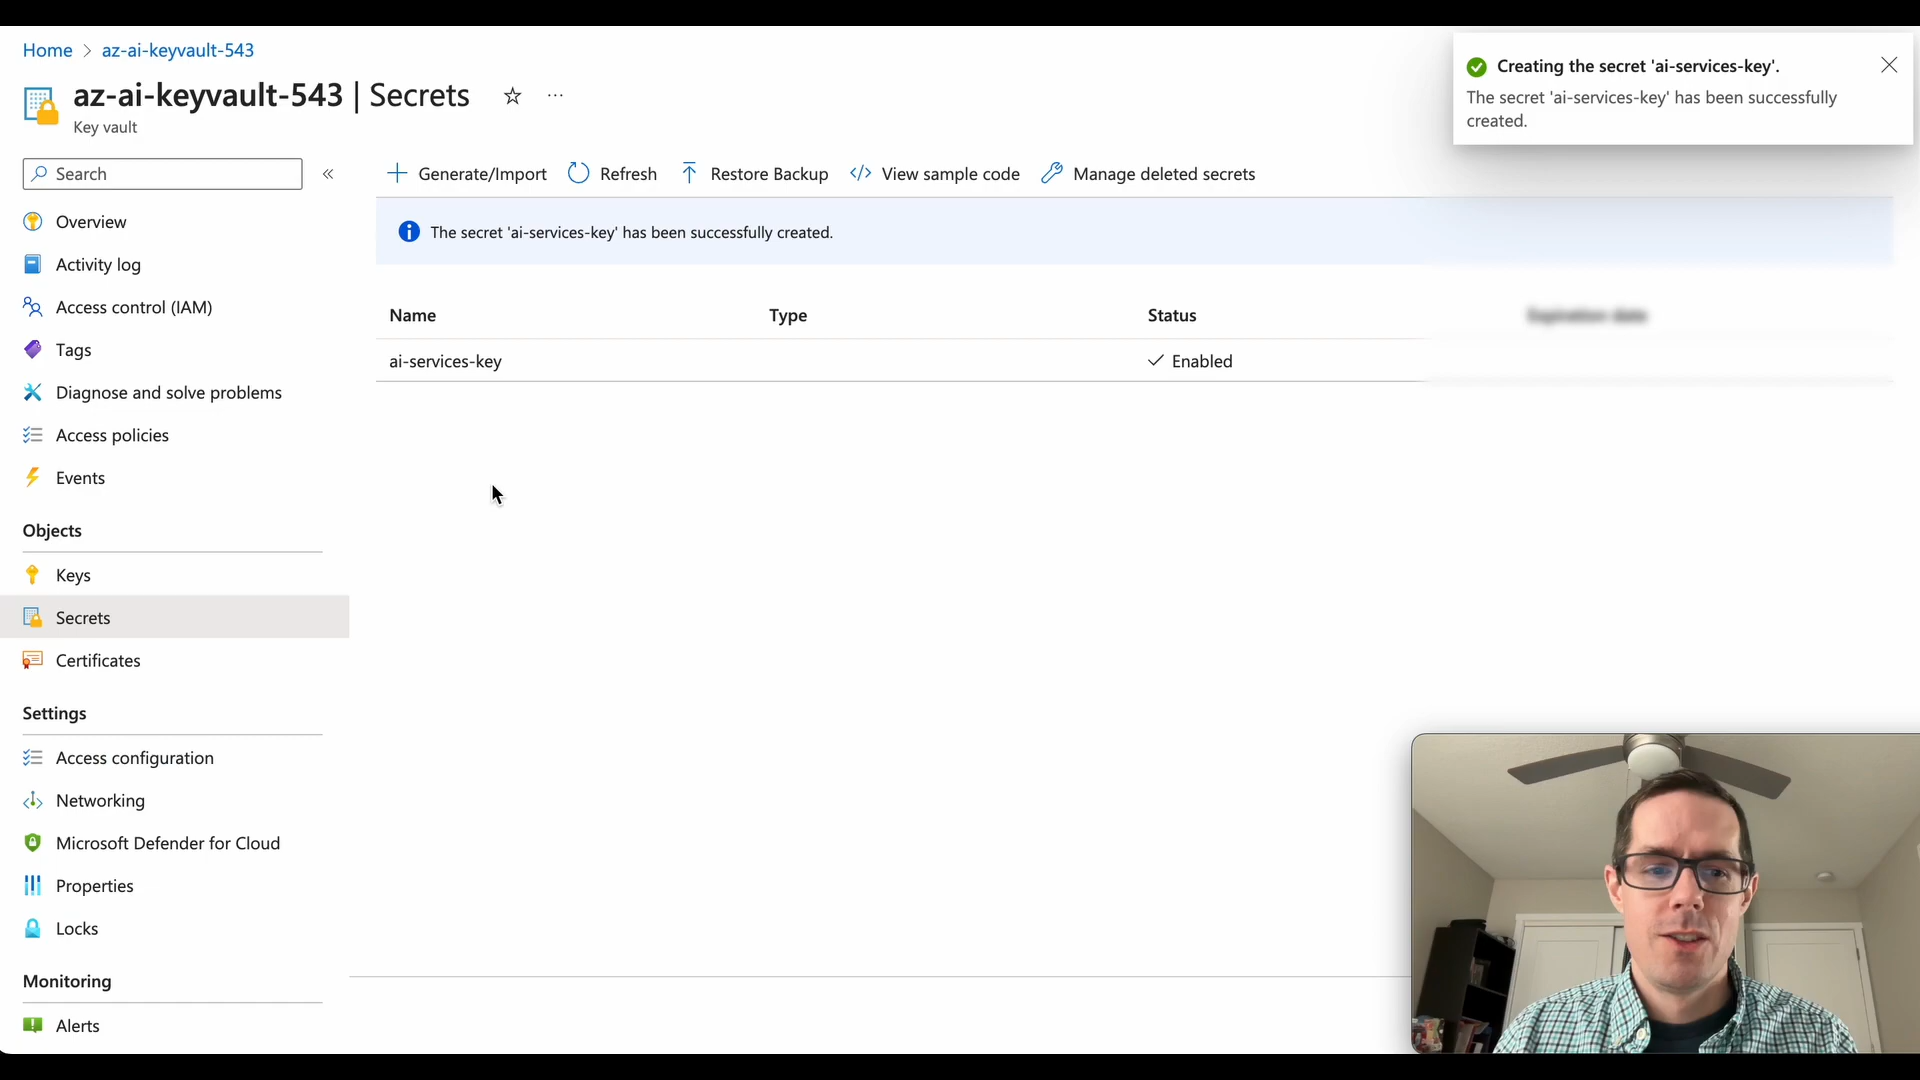 Home > az-ai-keyvault-543
az-ai-keyvault-543 | Secrets
Key vault
Creating the secret 'ai-services-key'.
The secret 'ai-services-key' has been successfully
created.
Search
Generate/Import
Refresh
Restore Backup
View sample code
Manage deleted secrets
The secret 'ai-services-key' has been successfully created.
Name
Type
Status
ai-services-key
Enabled
Overview
Activity log
Access control (IAM)
Tags
Diagnose and solve problems
Access policies
Events
Objects
Keys
Secrets
Certificates
Settings
Access configuration
Networking
Microsoft Defender for Cloud
Properties
Locks
Monitoring
Alerts